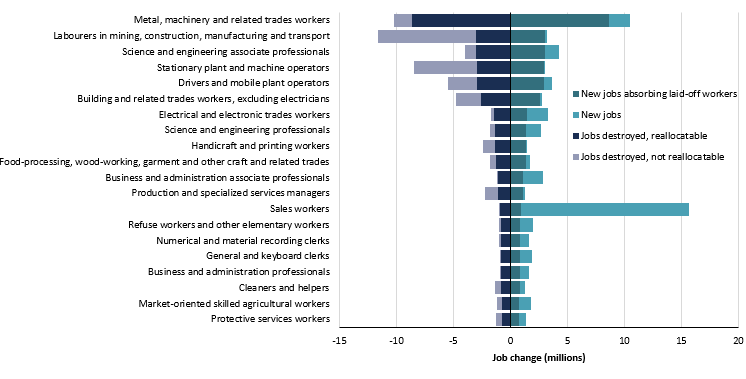 Metal, machinery and related trades workers
Labourers in mining, construction, manufacturing and transport
Science and engineering associate professionals
Stationary plant and machine operators
Drivers and mobile plant operators
Building and related trades workers, excluding electricians
Electrical and electronic trades workers
Science and engineering professionals
Handicraft and printing workers
Food-processing, wood-working, garment and other craft and related trades
Business and administration associate professionals
Production and specialized services managers
Sales workers
Refuse workers and other elementary workers
Numerical and material recording clerks
General and keyboard clerks
Business and administration professionals
Cleaners and helpers
Market-oriented skilled agricultural workers
Protective services workers
New jobs absorbing laid-off workers
New jobs
Jobs destroyed, reallocatable
Jobs destroyed, not reallocatable
-15 -10 -5 0 5 10 15 20
Job change (millions)